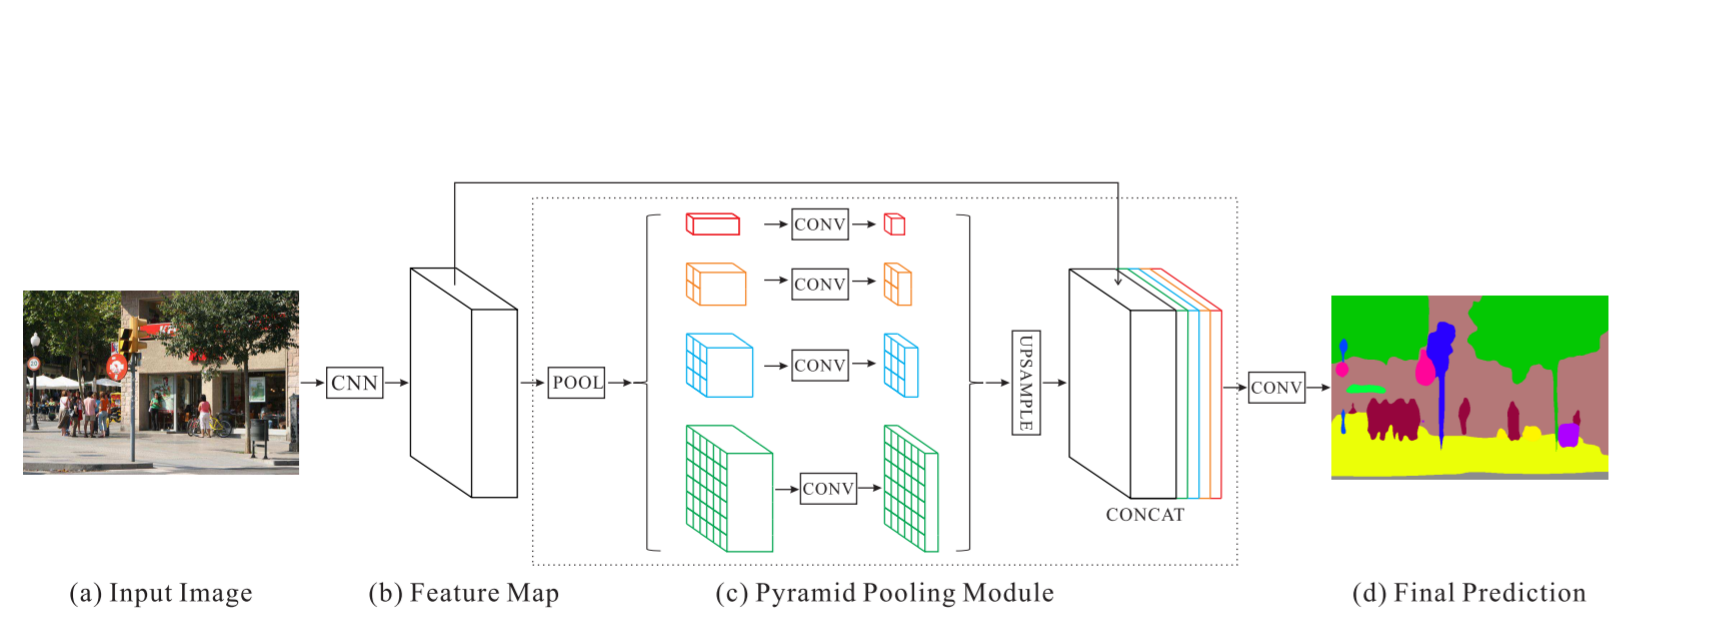 CONV
CONV
CONV
CONV
CNN
POOL
UPSAMPLE
CONV
CONCAT
(a) Input Image
(b) Feature Map
(c) Pyramid Pooling Module
(d) Final Prediction